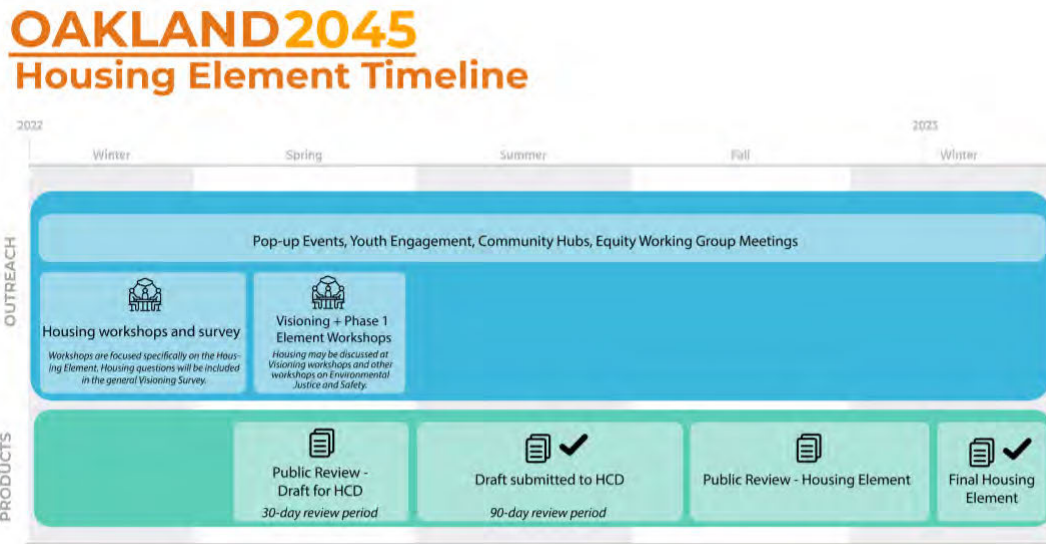 OAKLAND2045
Housing Element Timeline
2022
2023
Winter
Spring
Summer
Fall
Winter
OUTREACH
Pop-up Events, Youth Engagement, Community Hubs, Equity Working Group Meetings
Housing workshops and survey
Workshops are focused specifically on the Hous-
ing Element. Housing questions will be included
in the general Visioning Survey.
Visioning + Phase 1
Element Workshops
Housing may be discussed at
Visioning workshops and other
workshops on Environmental
Justice and Safety.
PRODUCTS
Public Review -
Draft for HCD
30-day review period
Draft submitted to HCD
90-day review period
Public Review - Housing Element
Final Housing
Element